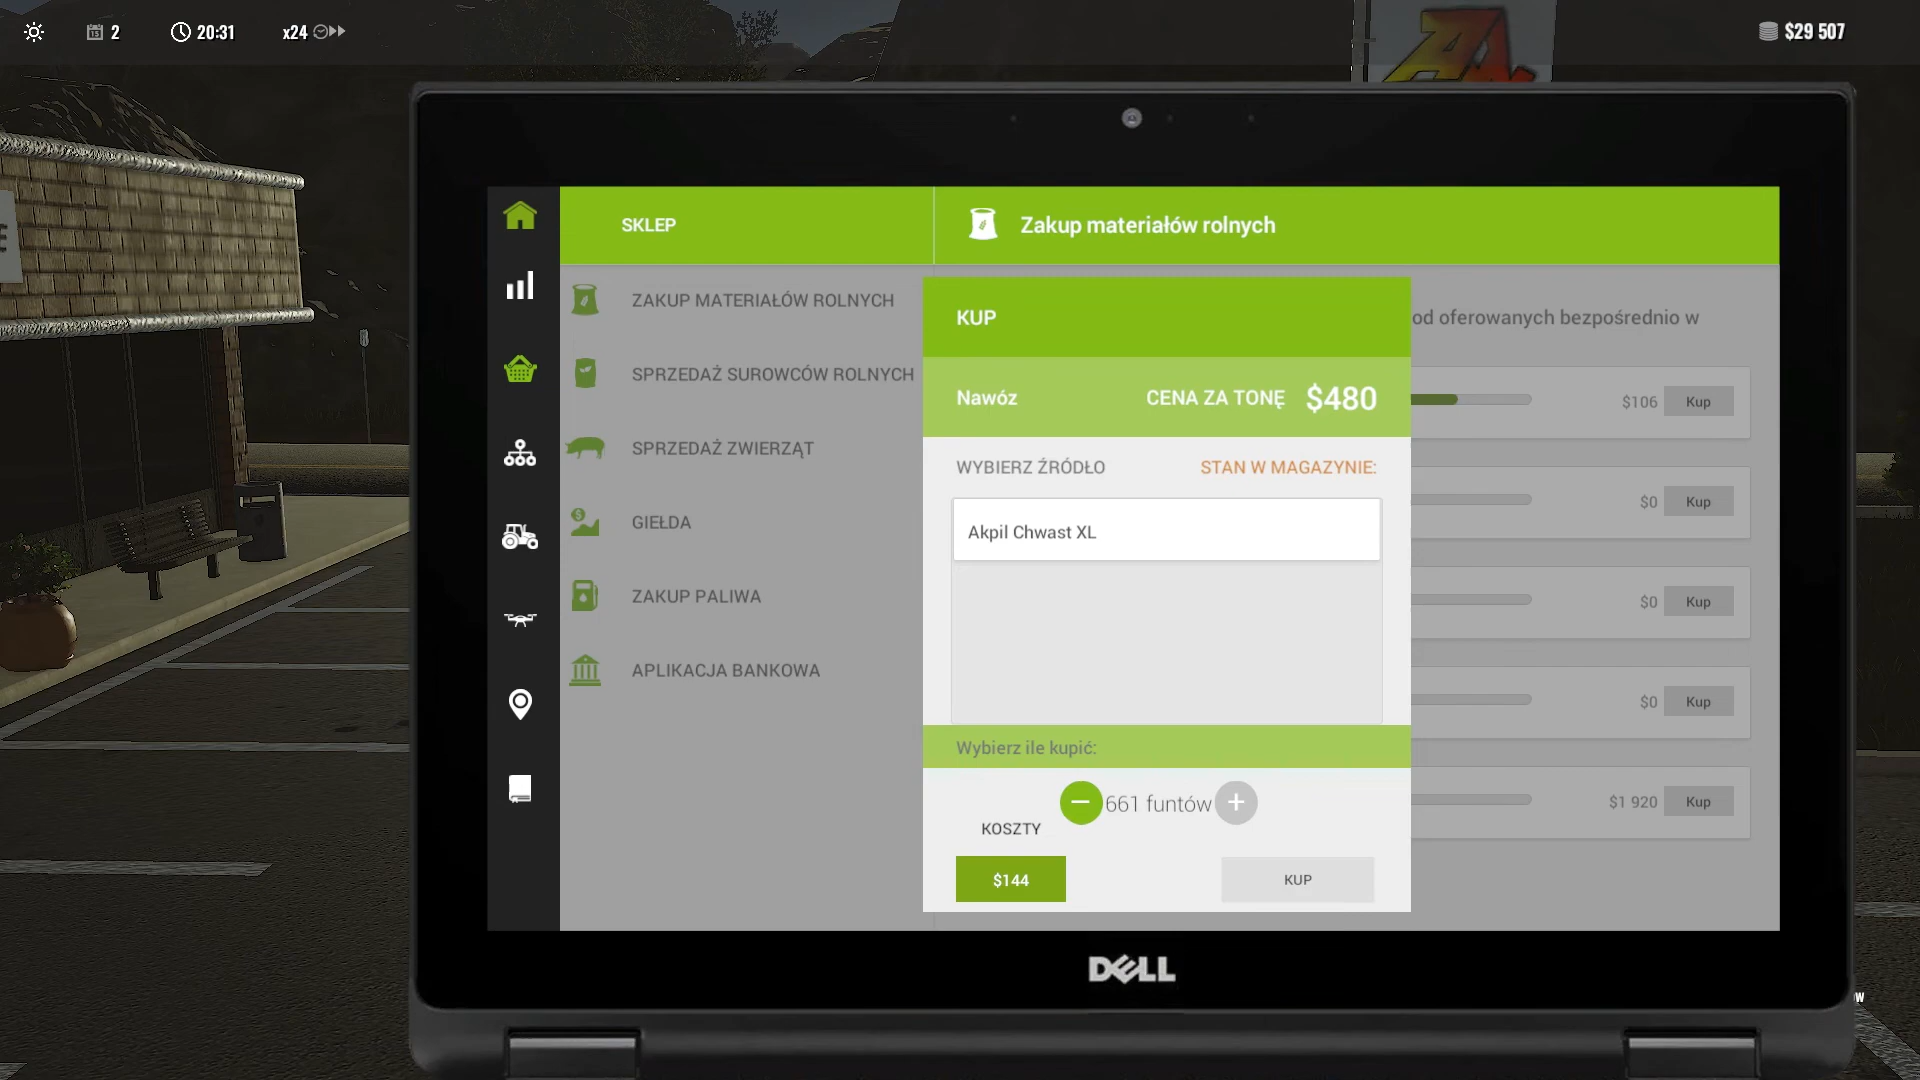 2
20:31
x24
$29 507
SKLEP
Zakup materiałów rolnych
ZAKUP MATERIAŁÓW ROLNYCH
SPRZEDAŻ SUROWCÓW ROLNYCH
SPRZEDAŻ ZWIERZĄT
GIEŁDA
ZAKUP PALIWA
APLIKACJA BANKOWA
od oferowanych bezpośrednio w
$106 Kup
$0 Kup
$0 Kup
$0 Kup
$1 920 Kup
KUP
Nawóz CENA ZA TONĘ $480
WYBIERZ ŹRÓDŁO STAN W MAGAZYNIE:
Akpil Chwast XL
Wybierz ile kupić:
661 funtów
KOSZTY
$144
KUP
DELL